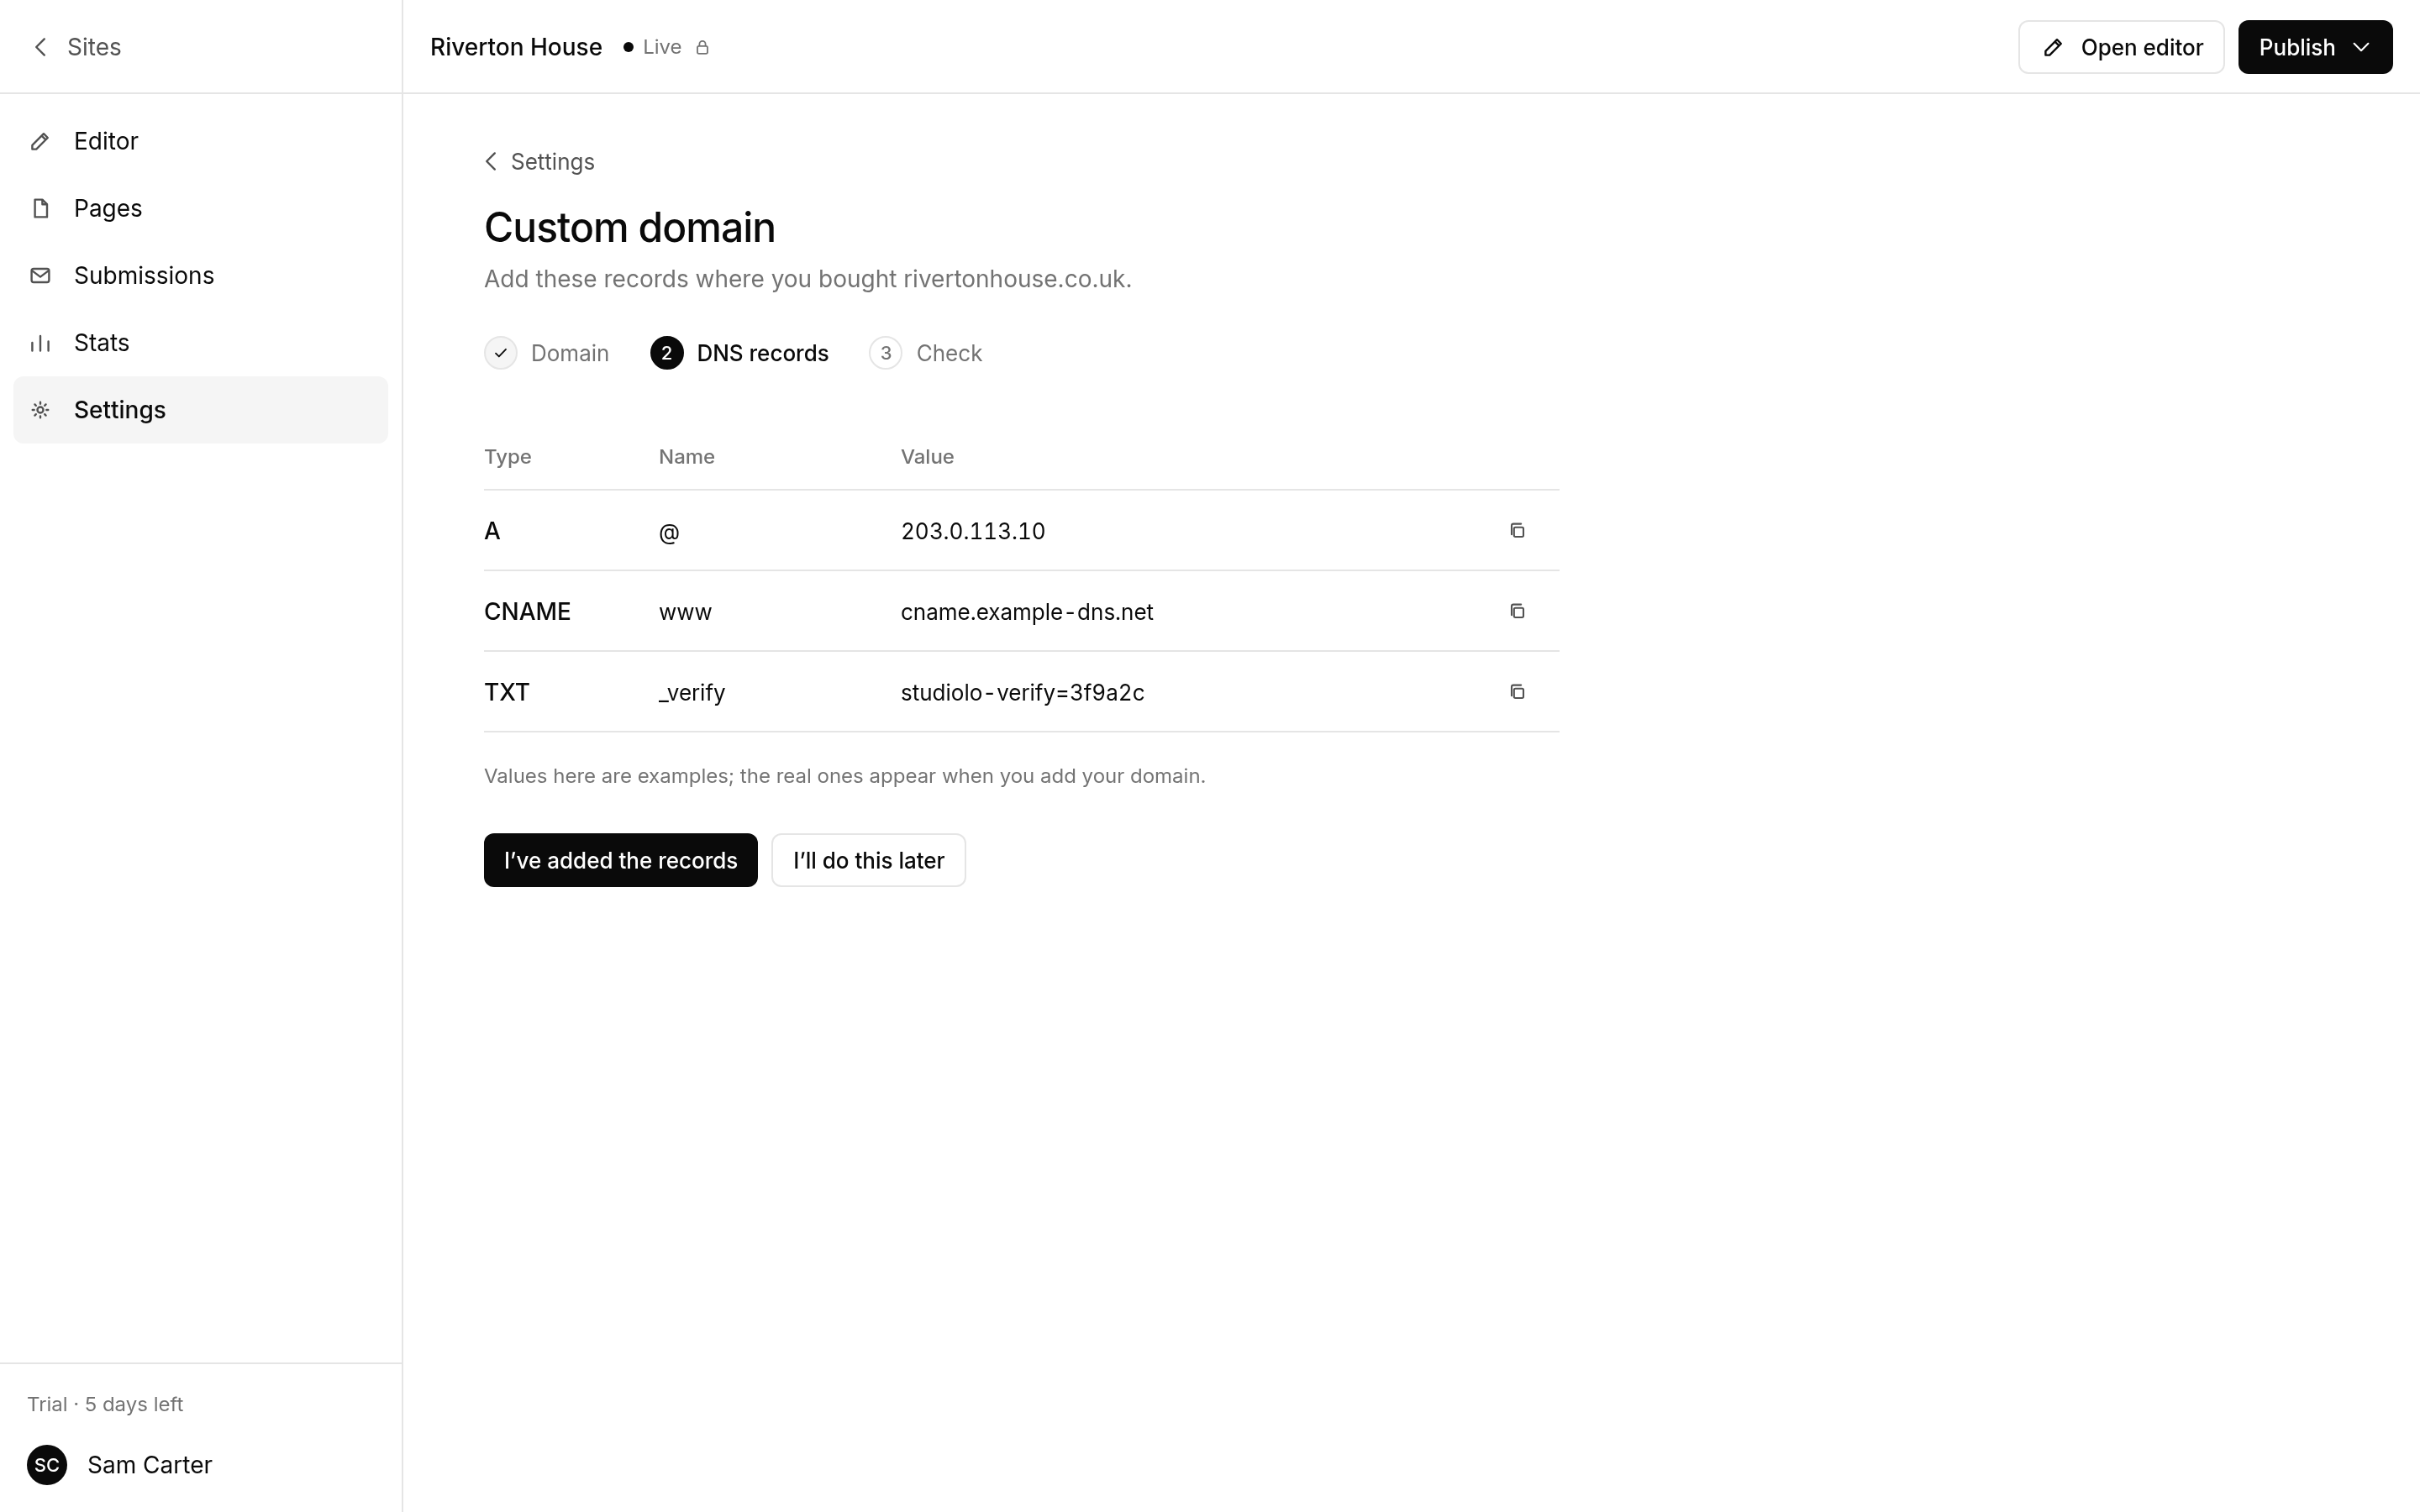 Sites
Riverton House
Live
Open editor
Publish
Editor
Pages
Submissions
Stats
Settings
Settings
Custom domain
Add these records where you bought rivertonhouse.co.uk.
Domain
2 DNS records
3 Check
Type Name Value
A @ 203.0.113.10
CNAME www cname.example-dns.net
TXT _verify studiolo-verify=3f9a2c
Values here are examples; the real ones appear when you add your domain.
I’ve added the records
I’ll do this later
Trial · 5 days left
SC Sam Carter